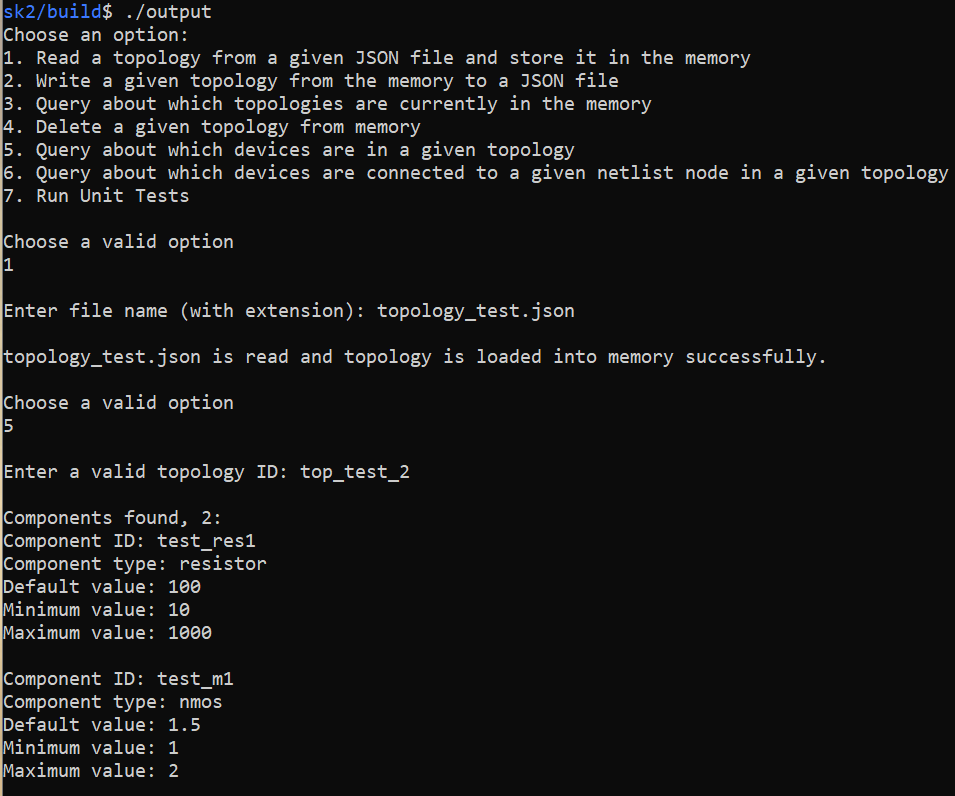 sk2/build$ ./output
Choose an option:
1. Read a topology from a given JSON file and store it in the memory
2. Write a given topology from the memory to a JSON file
3. Query about which topologies are currently in the memory
4. Delete a given topology from memory
5. Query about which devices are in a given topology
6. Query about which devices are connected to a given netlist node in a given topology
7. Run Unit Tests
Choose a valid option
1
Enter file name (with extension): topology_test.json
topology_test.json is read and topology is loaded into memory successfully.
Choose a valid option
5
Enter a valid topology ID: top_test_2
Components found, 2:
Component ID: test_res1
Component type: resistor
Default value: 100
Minimum value: 10
Maximum value: 1000
Component ID: test_m1
Component type: nmos
Default value: 1.5
Minimum value: 1
Maximum value: 2